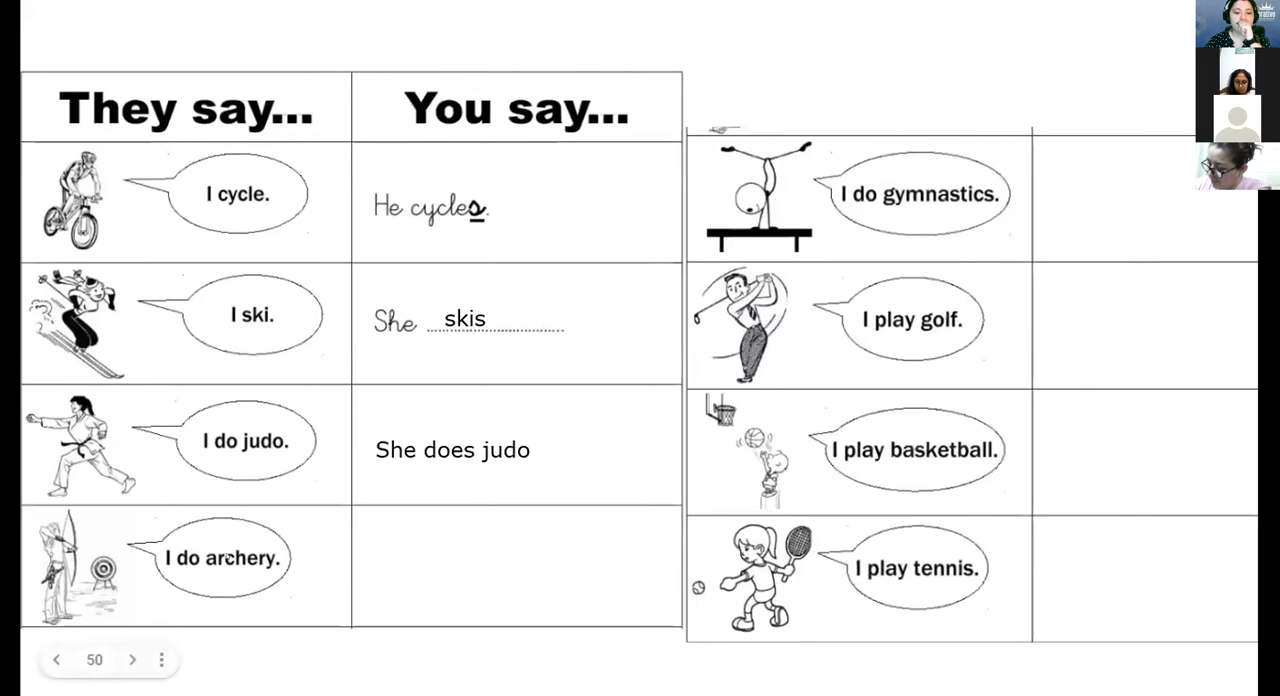 They say...
You say...
I cycle.
He cycles.
I ski.
She skis
I do judo.
She does judo
I do archery.
I do gymnastics.
I play golf.
I play basketball.
I play tennis.
50